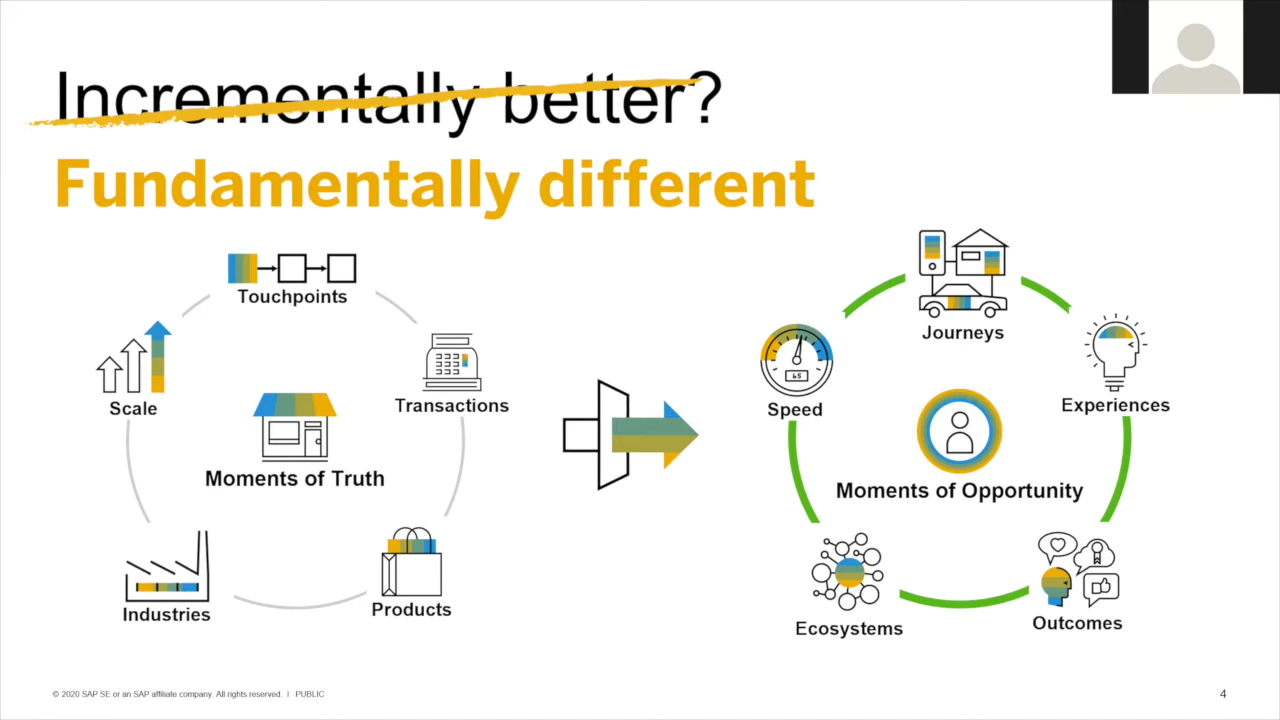 Incrementally better?
Fundamentally different
Touchpoints
Scale
Transactions
Moments of Truth
Industries
Products
Journeys
Speed
65
Experiences
Moments of Opportunity
Ecosystems
Outcomes
© 2020 SAP SE or an SAP affiliate company. All rights reserved. I PUBLIC
4